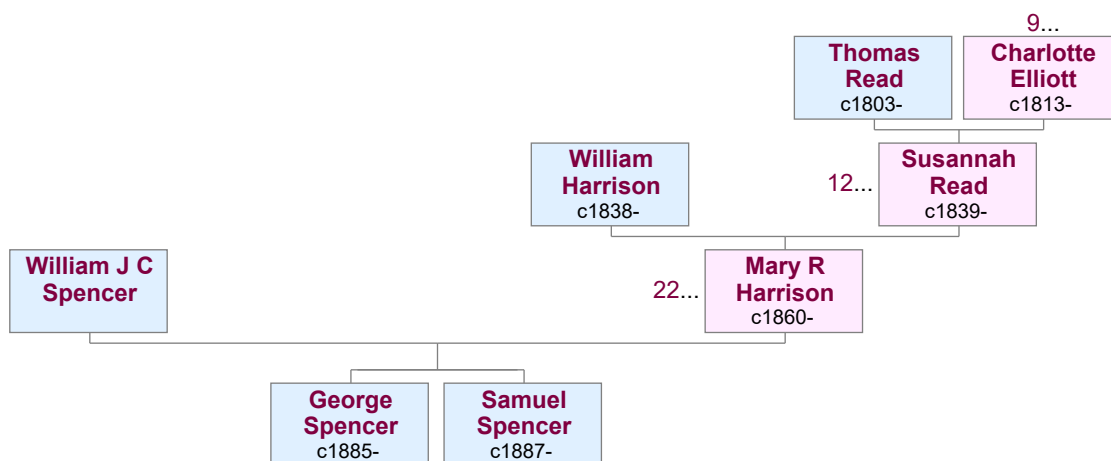 9...
Thomas
Read
c1803-
Charlotte
Elliott
c1813-
William
Harrison
c1838-
12...
Susannah
Read
c1839-
William J C
Spencer
22...
Mary R
Harrison
c1860-
George
Spencer
c1885-
Samuel
Spencer
c1887-